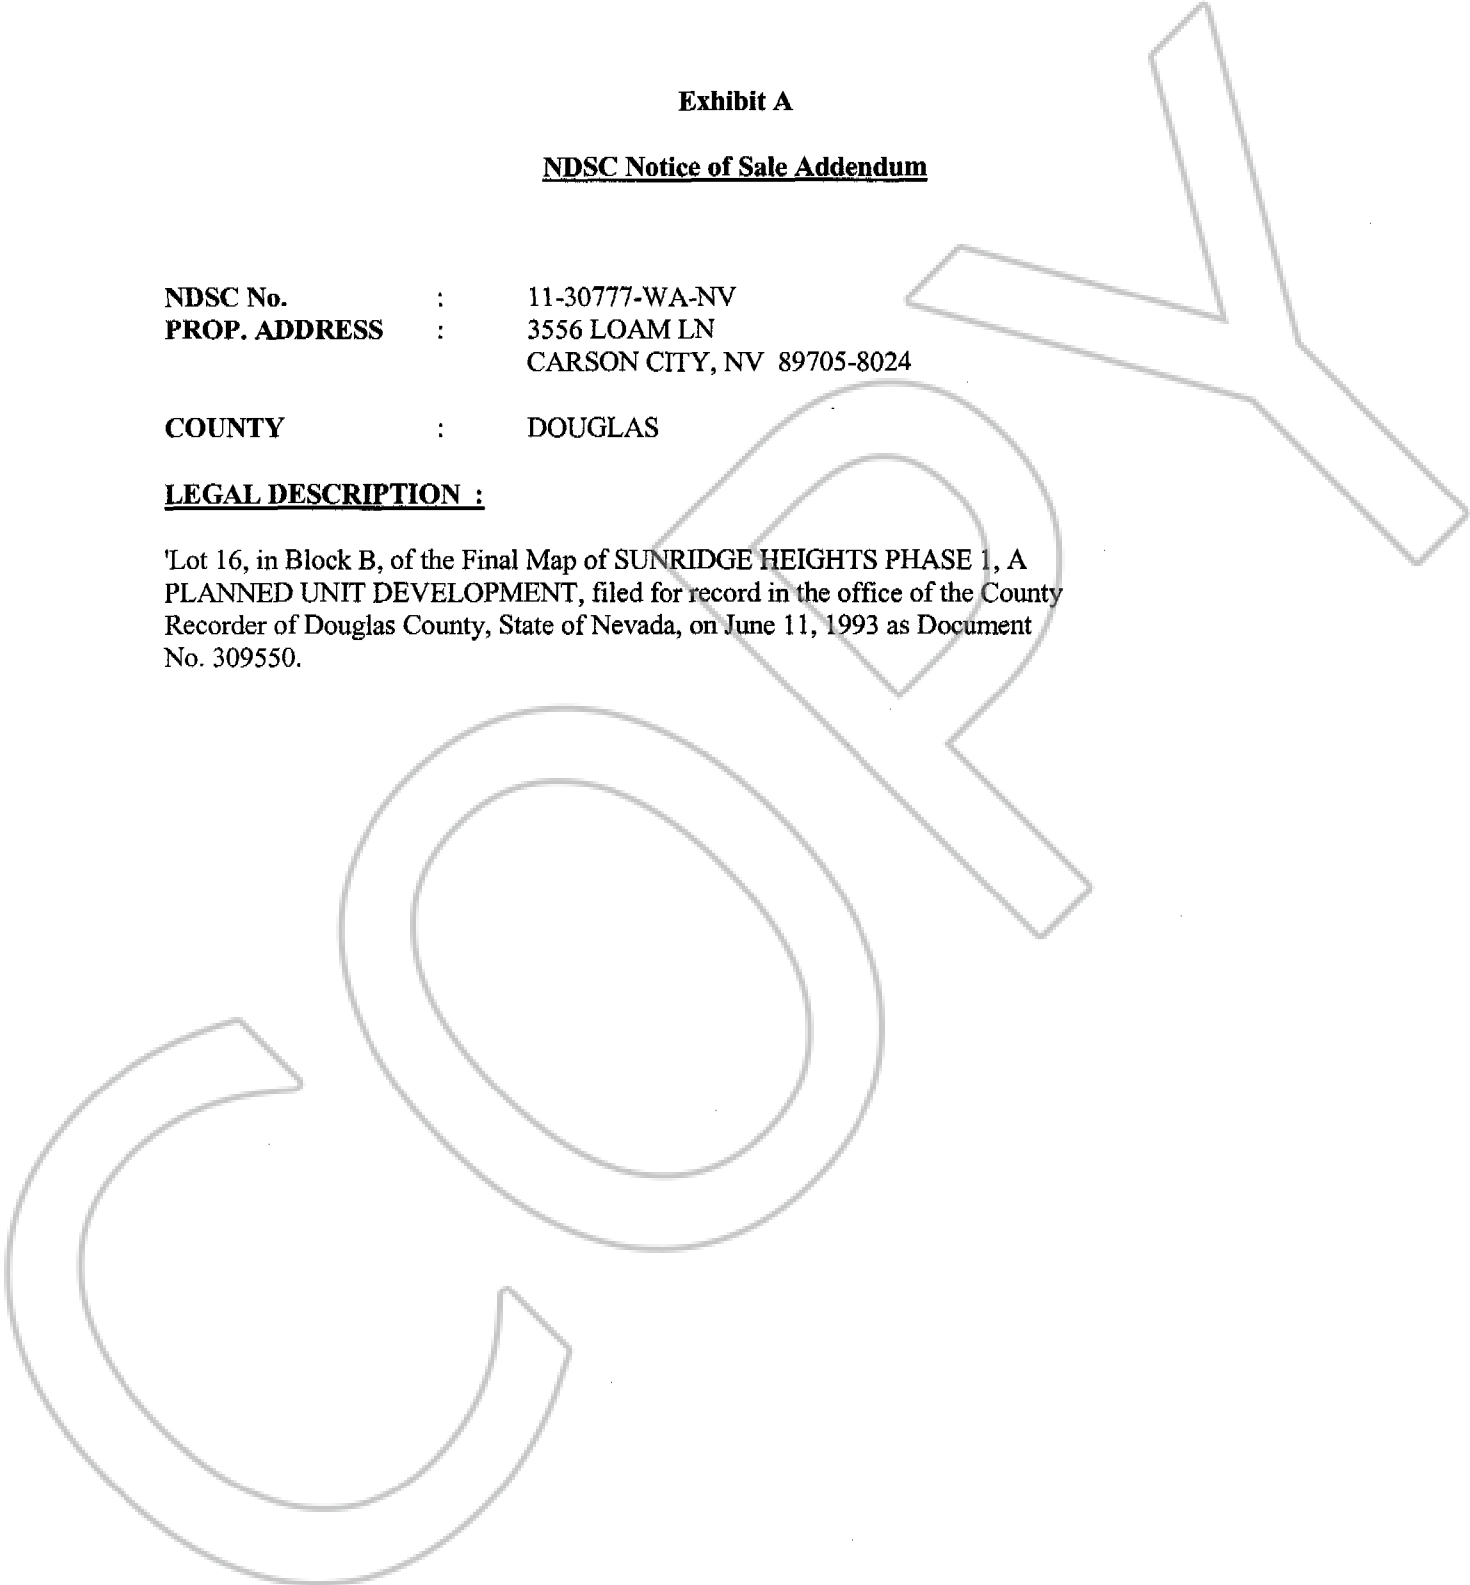 Exhibit A
NDSC Notice of Sale Addendum
NDSC No. : 11-30777-WA-NV
PROP. ADDRESS : 3556 LOAM LN
CARSON CITY, NV 89705-8024
COUNTY : DOUGLAS
LEGAL DESCRIPTION :
'Lot 16, in Block B, of the Final Map of SUNRIDGE HEIGHTS PHASE 1, A
PLANNED UNIT DEVELOPMENT, filed for record in the office of the County
Recorder of Douglas County, State of Nevada, on June 11, 1993 as Document
No. 309550.
COPY